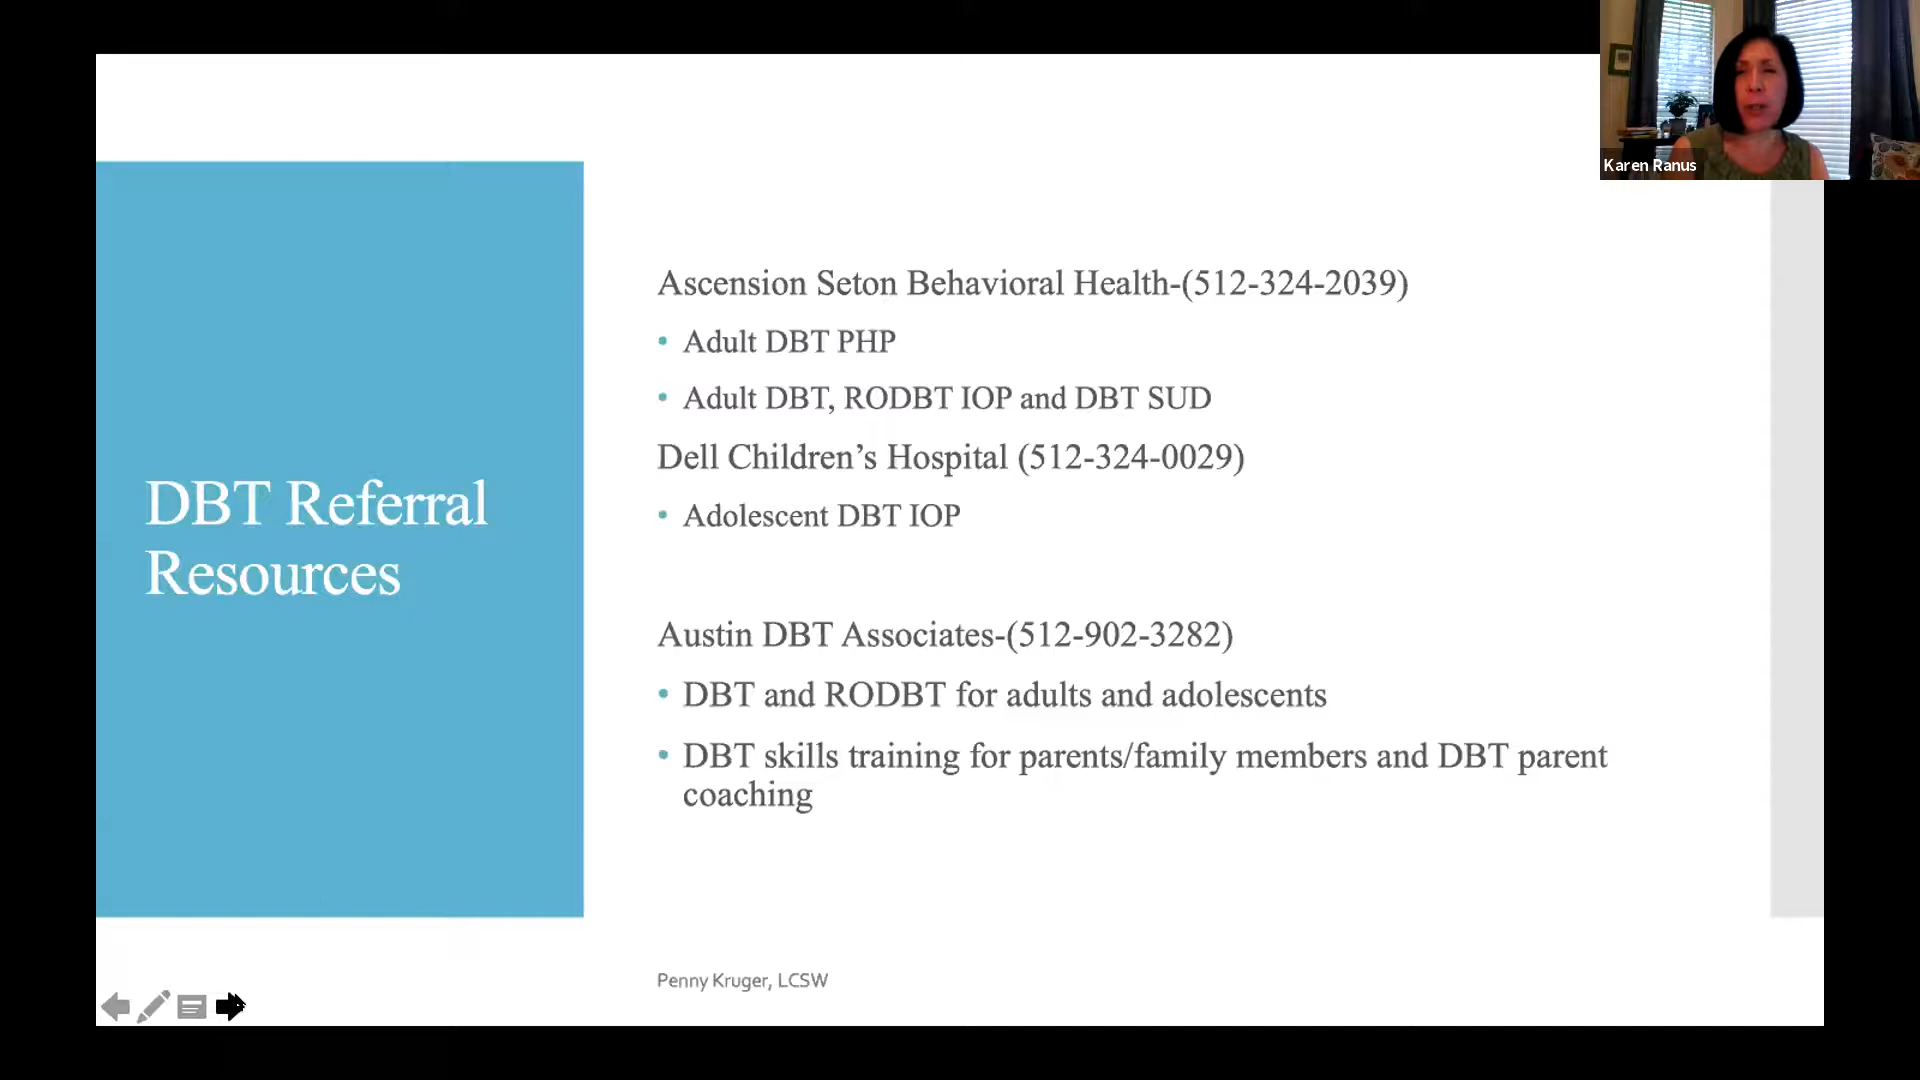 Karen Ranus
DBT Referral
Resources
Ascension Seton Behavioral Health-(512-324-2039)
• Adult DBT PHP
• Adult DBT, RODBT IOP and DBT SUD
Dell Children’s Hospital (512-324-0029)
• Adolescent DBT IOP
Austin DBT Associates-(512-902-3282)
• DBT and RODBT for adults and adolescents
• DBT skills training for parents/family members and DBT parent
coaching
Penny Kruger, LCSW